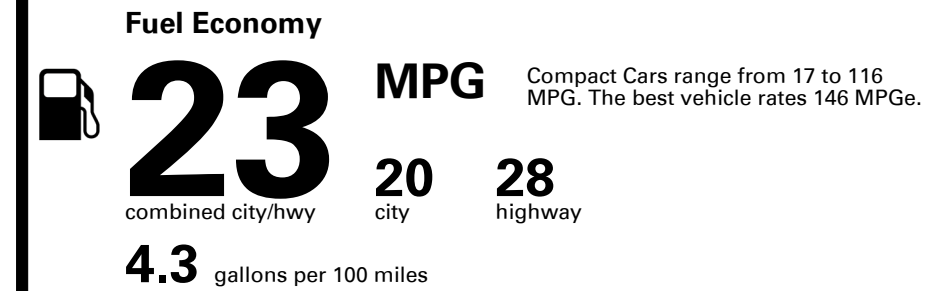 Fuel Economy
23
MPG
Compact Cars range from 17 to 116
MPG. The best vehicle rates 146 MPGe.
combined city/hwy
20
city
28
highway
4.3 gallons per 100 miles